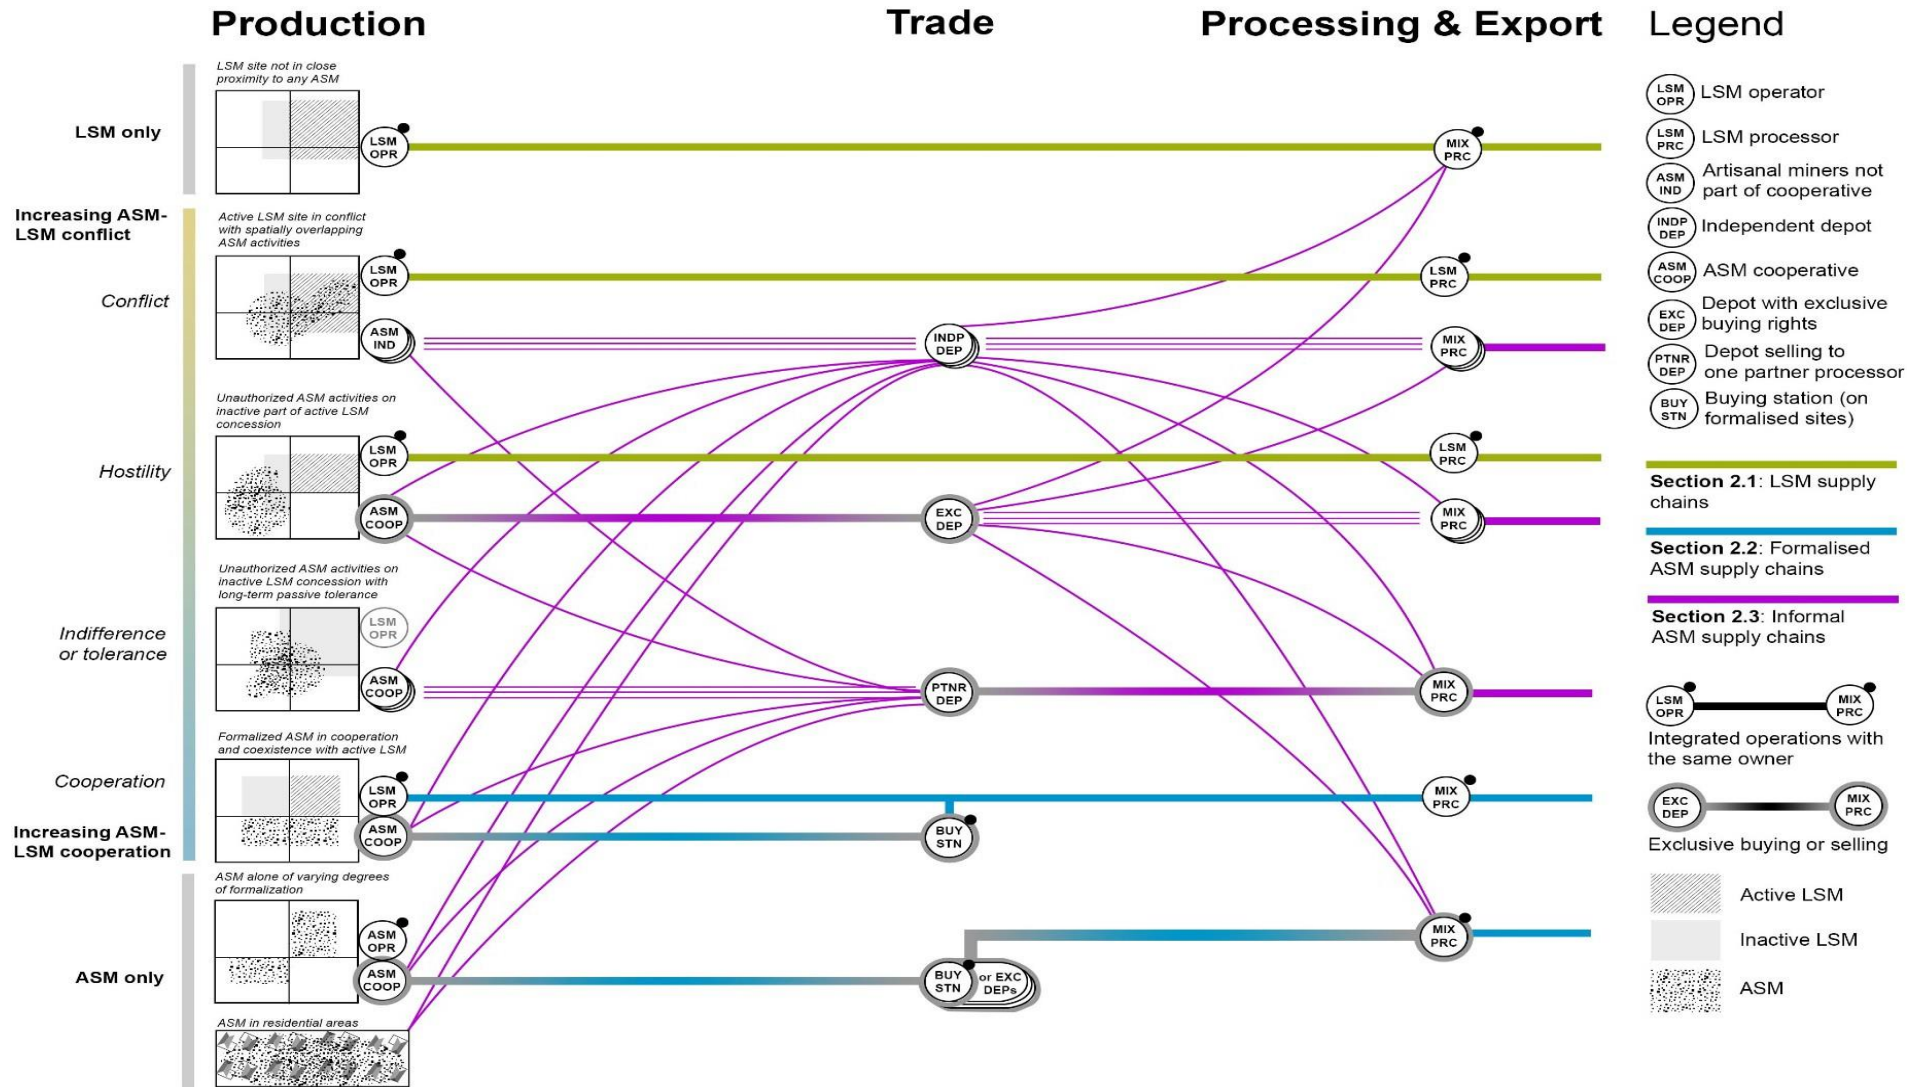 Production
Trade
Processing & Export
Legend
LSM only
LSM site not in close
proximity to any ASM
LSM
OPR
MIX
PRC
Increasing ASM-
LSM conflict
Conflict
Active LSM site in conflict
with spatially overlapping
ASM activities
LSM
OPR
LSM
PRC
ASM
IND
INDP
DEP
MIX
PRC
Hostility
Unauthorized ASM activities on
inactive part of active LSM
concession
LSM
OPR
LSM
PRC
ASM
COOP
EXC
DEP
MIX
PRC
Indifference
or tolerance
Unauthorized ASM activities on
inactive LSM concession with
long-term passive tolerance
LSM
OPR
ASM
COOP
PTNR
DEP
MIX
PRC
Cooperation
Formalized ASM in cooperation
and coexistence with active LSM
LSM
OPR
MIX
PRC
Increasing ASM-
LSM cooperation
ASM
COOP
BUY
STN
ASM only
ASM alone of varying degrees
of formalization
ASM
OPR
MIX
PRC
ASM
COOP
BUY
STN
or EXC
DEPs
ASM in residential areas
LSM
OPR
LSM operator
LSM
PRC
LSM processor
ASM
IND
Artisanal miners not
part of cooperative
INDP
DEP
Independent depot
ASM
COOP
ASM cooperative
EXC
DEP
Depot with exclusive
buying rights
PTNR
DEP
Depot selling to
one partner processor
BUY
STN
Buying station (on
formalised sites)
Section 2.1: LSM supply
chains
Section 2.2: Formalised
ASM supply chains
Section 2.3: Informal
ASM supply chains
LSM
OPR
MIX
PRC
Integrated operations with
the same owner
EXC
DEP
MIX
PRC
Exclusive buying or selling
Active LSM
Inactive LSM
ASM